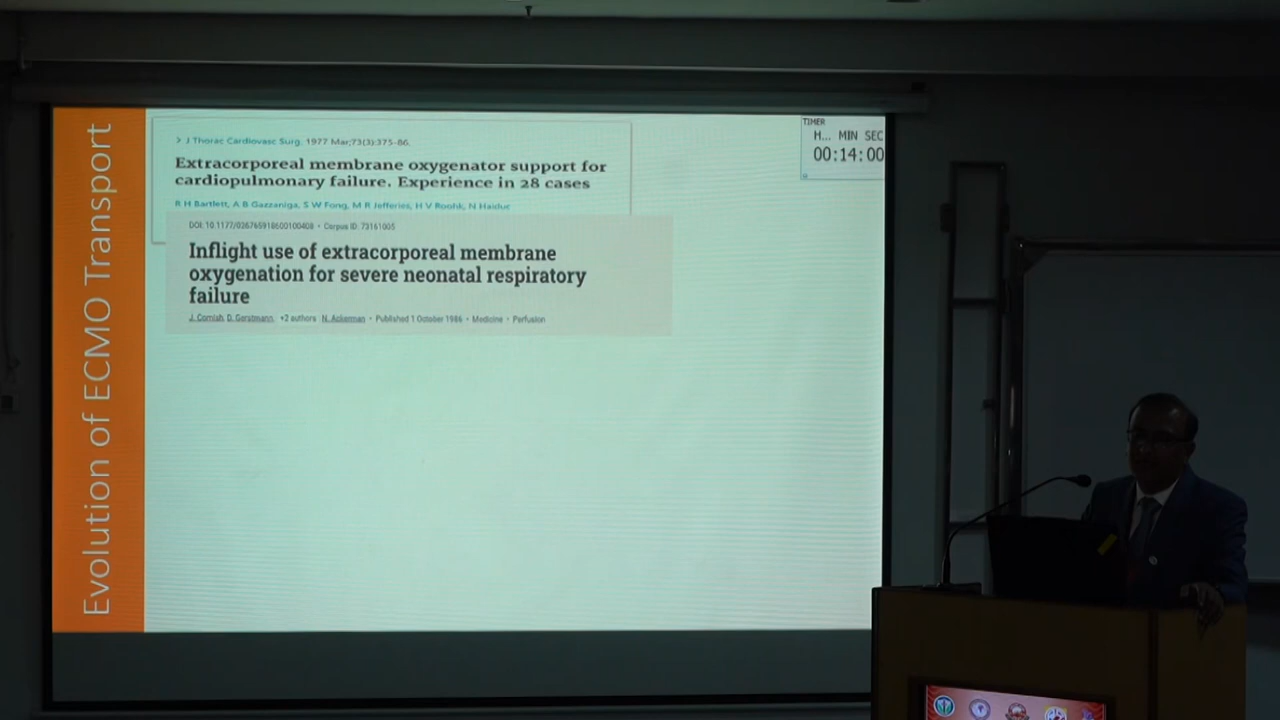 Evolution of ECMO Transport
> J Thorac Cardiovasc Surg. 1977 Mar;73(3):375-86.
Extracorporeal membrane oxygenator support for
cardiopulmonary failure. Experience in 28 cases
R H Bartlett, A B Gazzaniga, S W Fong, M R Jefferies, H V Roohk, N Haiduc
DOI: 10.1177/026765918600100408 • Corpus ID: 73161005
Inflight use of extracorporeal membrane
oxygenation for severe neonatal respiratory
failure
J. Cornish, D. Gerstmann, +2 authors N. Ackerman • Published 1 October 1986 • Medicine • Perfusion
TIMER
H... MIN SEC
00:14:00